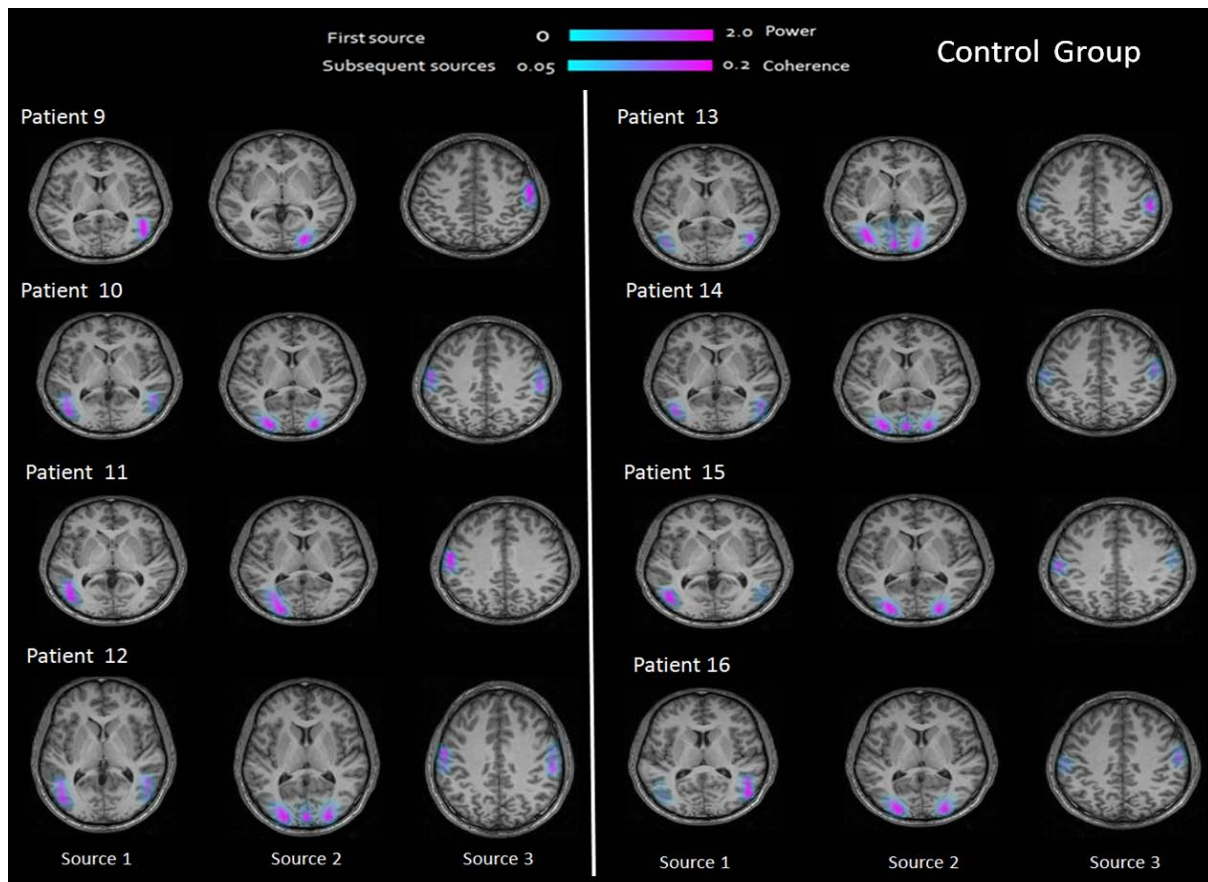 First source 0 2.0 Power
Subsequent sources 0.05 0.2 Coherence
Control Group
Patient 9
Patient 10
Patient 11
Patient 12
Source 1 Source 2 Source 3
Patient 13
Patient 14
Patient 15
Patient 16
Source 1 Source 2 Source 3